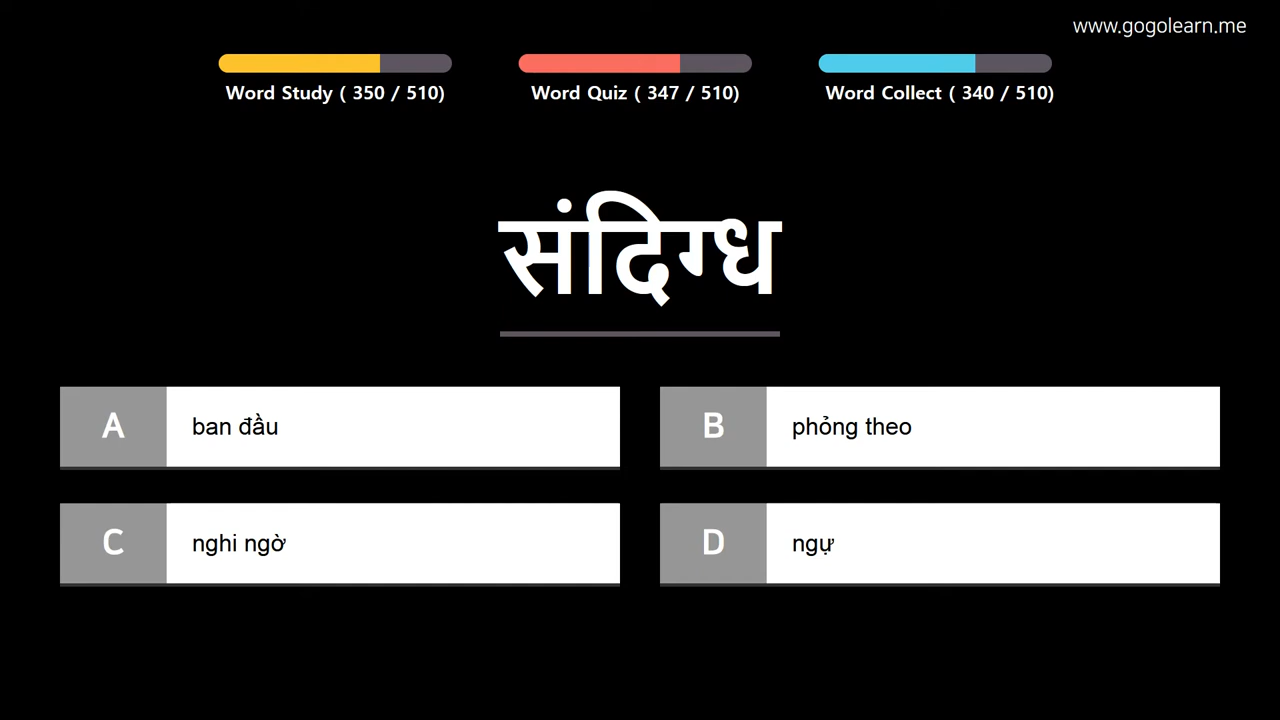 www.gogolearn.me
Word Study ( 350 / 510)
Word Quiz ( 347 / 510)
Word Collect ( 340 / 510)
संदिग्ध
A
ban đầu
B
phỏng theo
C
nghi ngờ
D
ngự